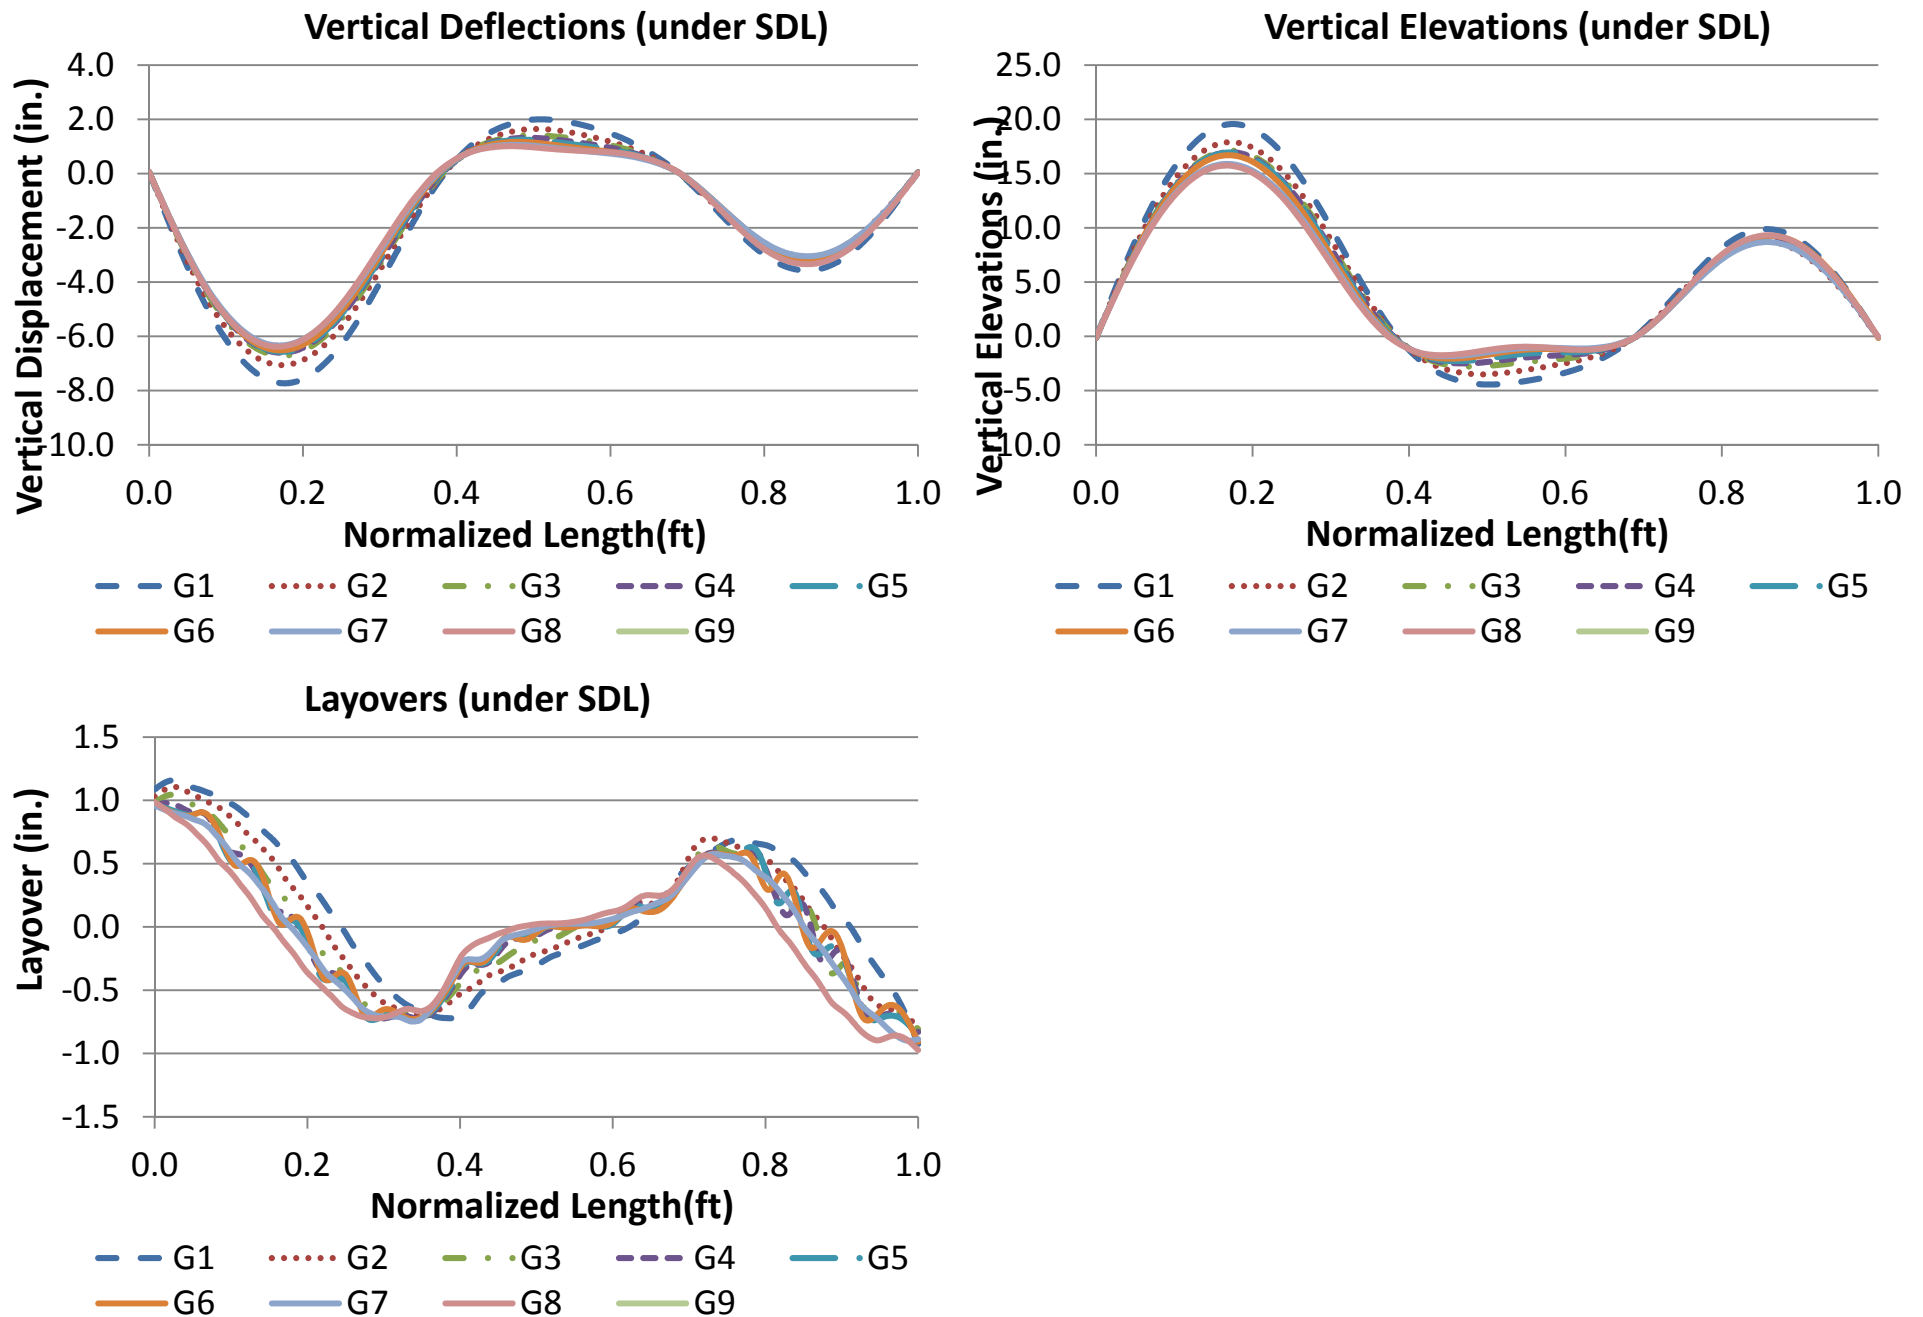 Vertical Deflections (under SDL)
Vertical Displacement (in.)
4.0
2.0
0.0
-2.0
-4.0
-6.0
-8.0
-10.0
0.0 0.2 0.4 0.6 0.8 1.0
Normalized Length(ft)
G1 G2 G3 G4 G5
G6 G7 G8 G9
Vertical Elevations (under SDL)
Vertical Elevations (in.)
25.0
20.0
15.0
10.0
5.0
0.0
-5.0
-10.0
0.0 0.2 0.4 0.6 0.8 1.0
Normalized Length(ft)
G1 G2 G3 G4 G5
G6 G7 G8 G9
Layovers (under SDL)
Layover (in.)
1.5
1.0
0.5
0.0
-0.5
-1.0
-1.5
0.0 0.2 0.4 0.6 0.8 1.0
Normalized Length(ft)
G1 G2 G3 G4 G5
G6 G7 G8 G9